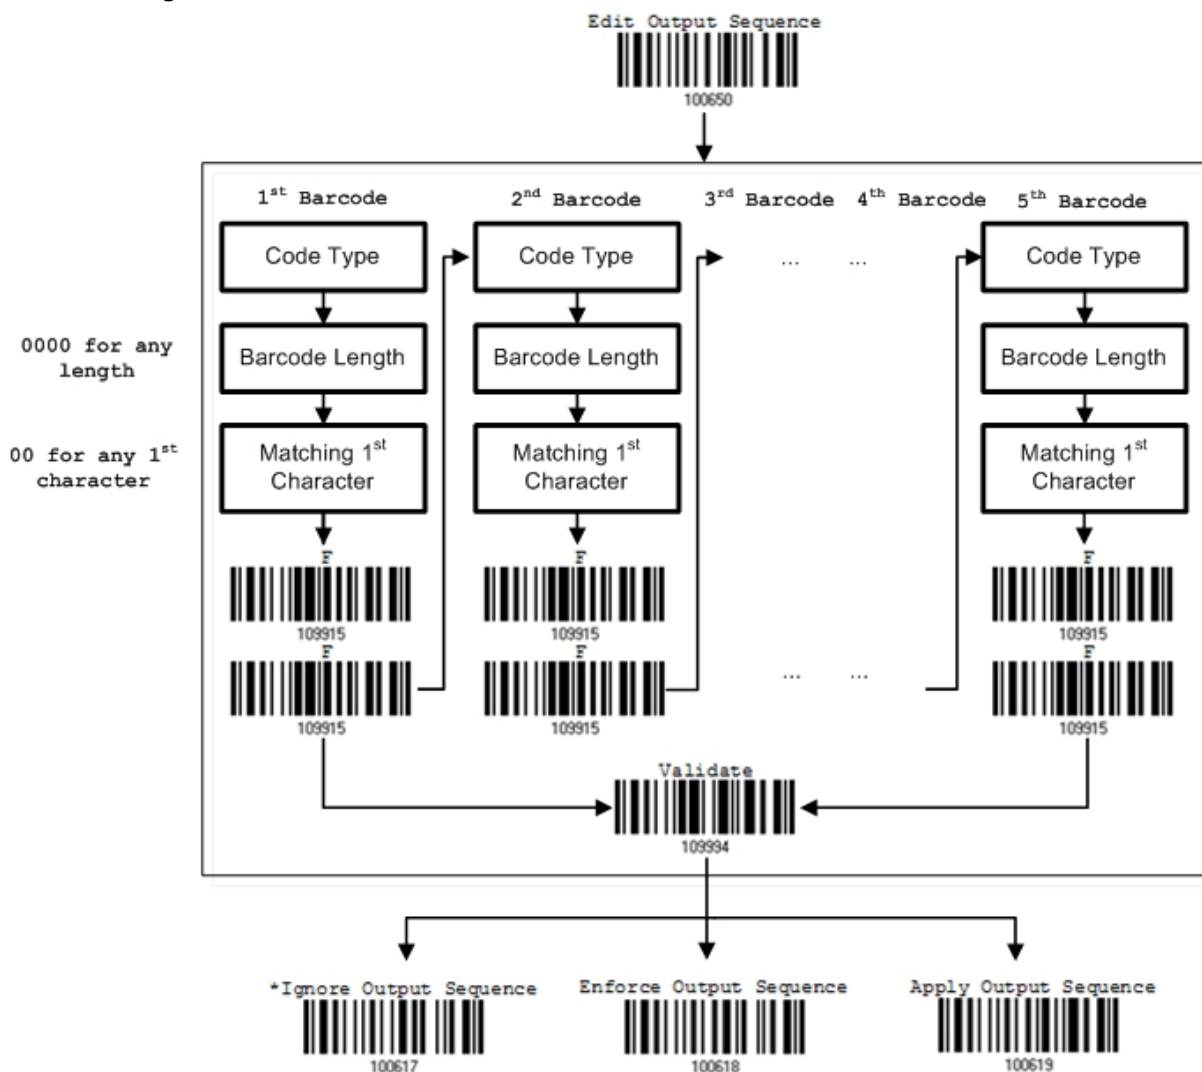 Edit Output Sequence
100650
1st Barcode 2nd Barcode 3rd Barcode 4th Barcode 5th Barcode
Code Type Code Type ... ... Code Type
0000 for any
length
Barcode Length Barcode Length Barcode Length
00 for any 1st
character
Matching 1st
Character
Matching 1st
Character
Matching 1st
Character
F F F
109915 109915 109915
F F F
... ...
109915 109915 109915
Validate
109994
*Ignore Output Sequence Enforce Output Sequence Apply Output Sequence
100617 100618 100619